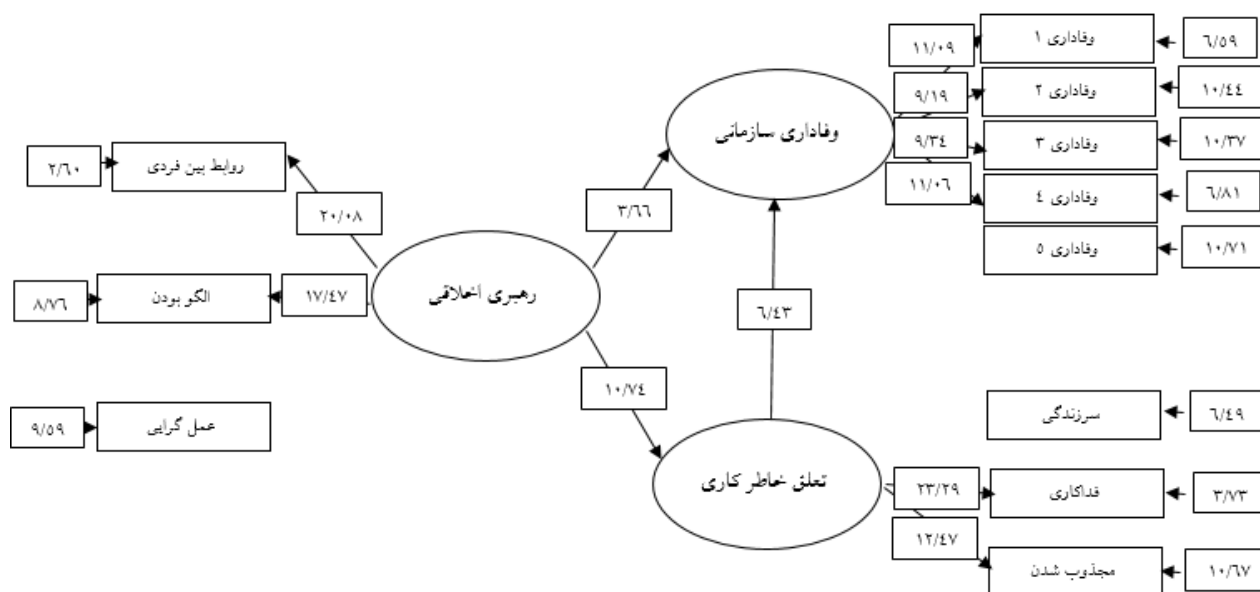 وفاداری ۱
۶/۵۹
۱۱/۰۹
وفاداری ۲
۱۰/۴۴
۹/۱۹
وفاداری سازمانی
وفاداری ۳
۱۰/۳۷
۹/۳۴
وفاداری ٤
۶/۸۱
۱۱/۰۶
وفاداری ٥
۱۰/۷۱
روابط بین فردی
۲/۶۰
۲۰/۰۸
۳/۶۶
رهبری اخلاقی
الگو بودن
۸/۷۶
۱۷/۴۷
۶/۴۳
۱۰/۷٤
عمل گرایی
۹/۵۹
سرزندگی
۶/۴۹
تعلق خاطر کاری
۲۳/۲۹
فداکاری
۳/۷۳
۱۲/۴۷
مجذوب شدن
۱۰/۶۷